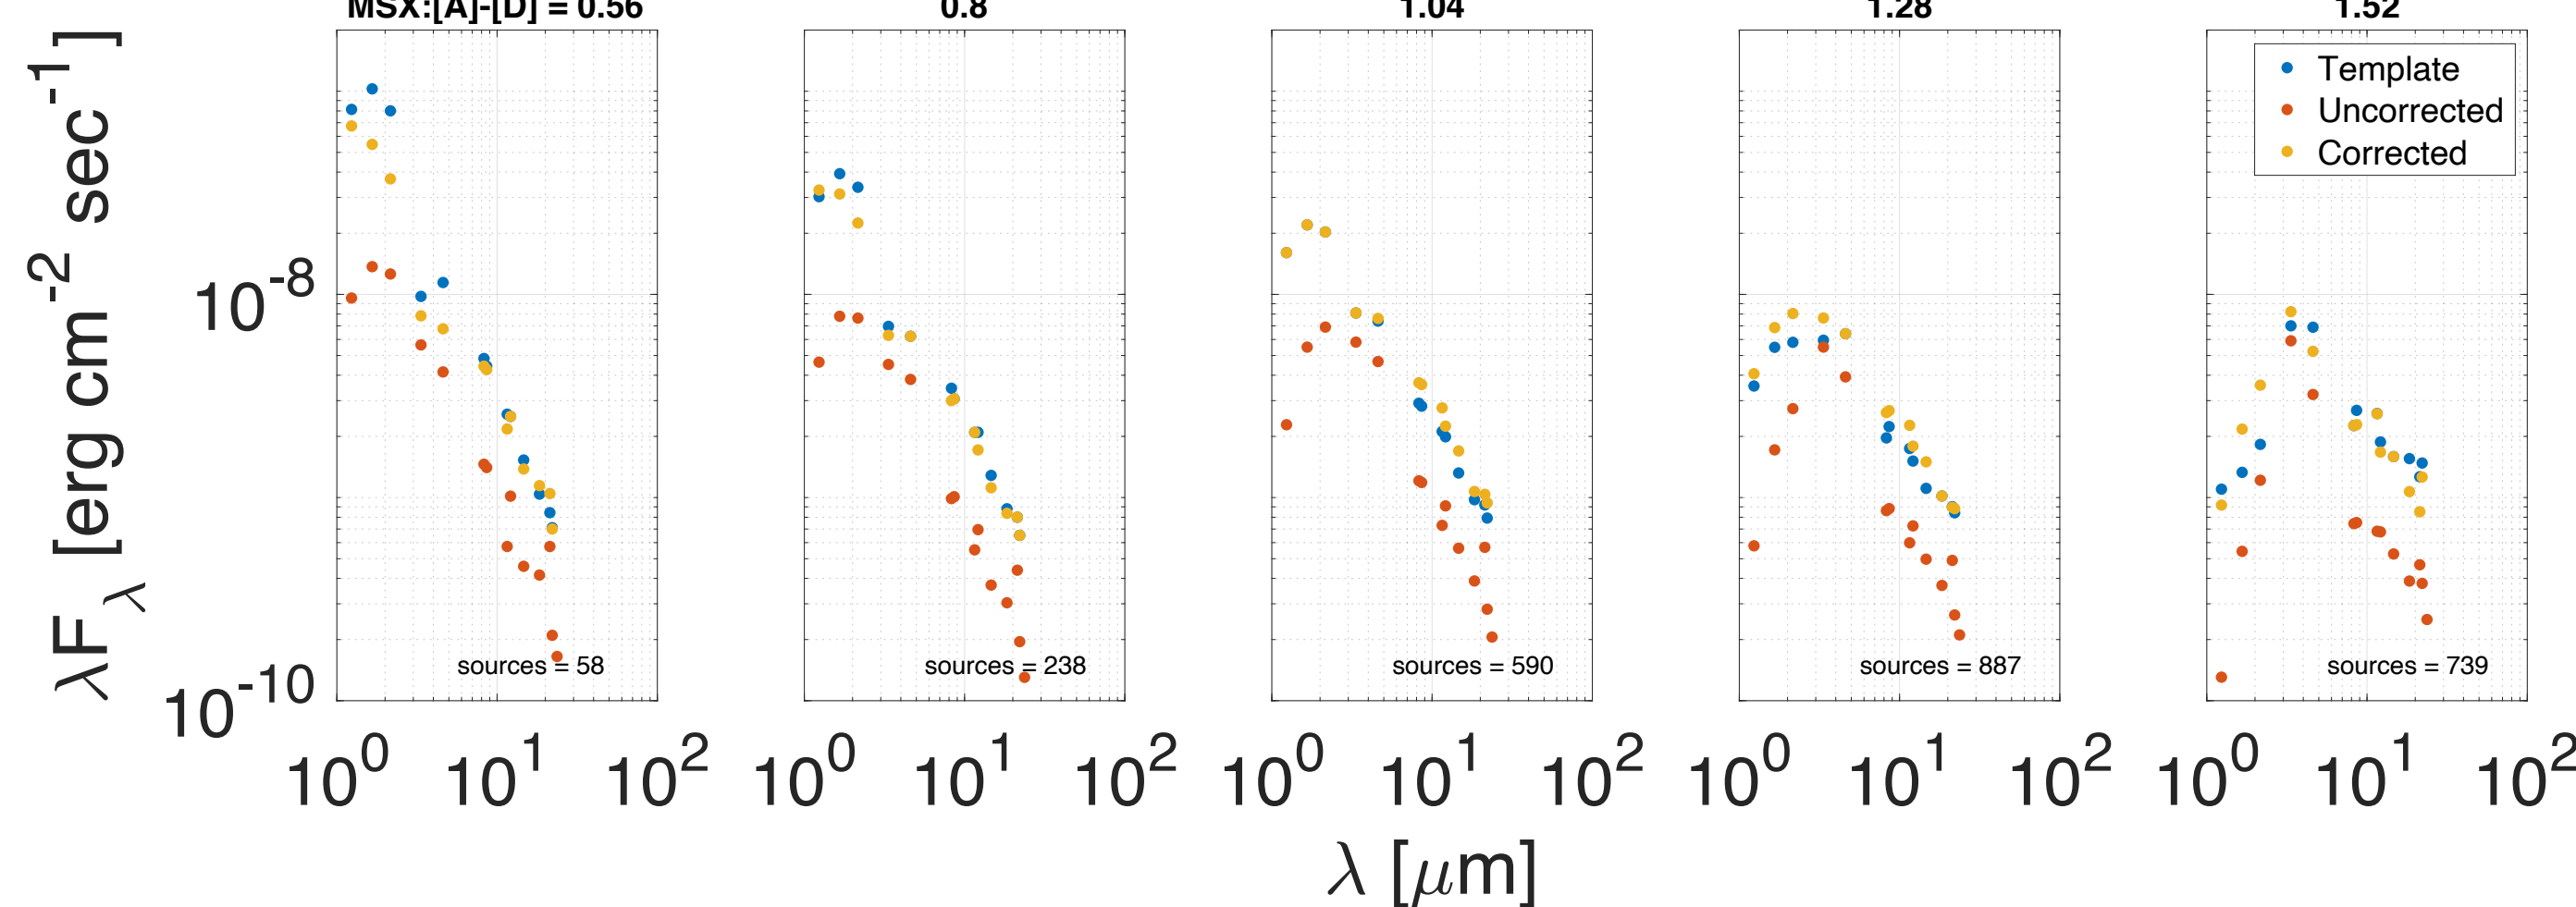 MSX:[A]-[D] = 0.56 0.8 1.04 1.28 1.52
λF_λ [erg cm^-2 sec^-1]
10^-8
10^-10
Template
Uncorrected
Corrected
sources = 58 sources = 238 sources = 590 sources = 887 sources = 739
10^0 10^1 10^2 10^0 10^1 10^2 10^0 10^1 10^2 10^0 10^1 10^2 10^0 10^1 10^2
λ [μm]